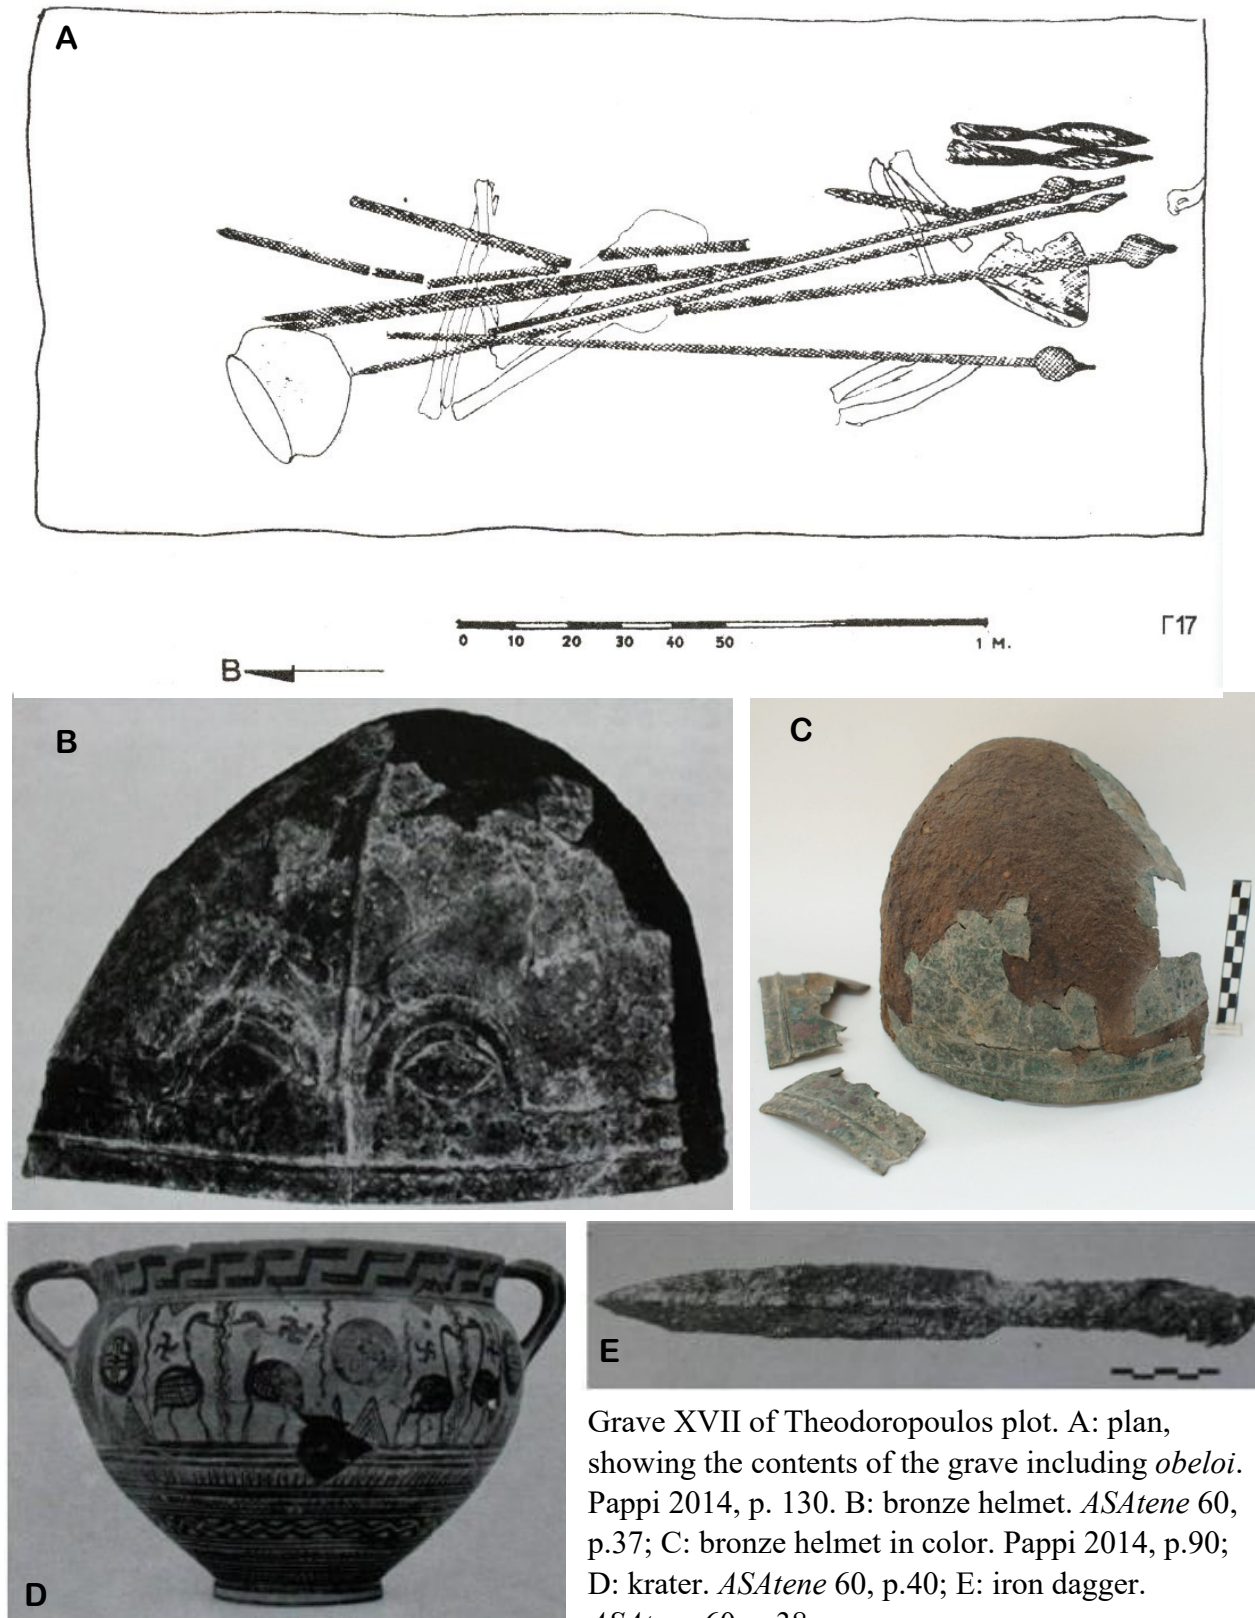 A
0 10 20 30 40 50 1 M.
Γ17
B
B
C
D
E
Grave XVII of Theodoropoulos plot. A: plan,
showing the contents of the grave including obeloi.
Pappi 2014, p. 130. B: bronze helmet. ASAtene 60,
p.37; C: bronze helmet in color. Pappi 2014, p.90;
D: krater. ASAtene 60, p.40; E: iron dagger.